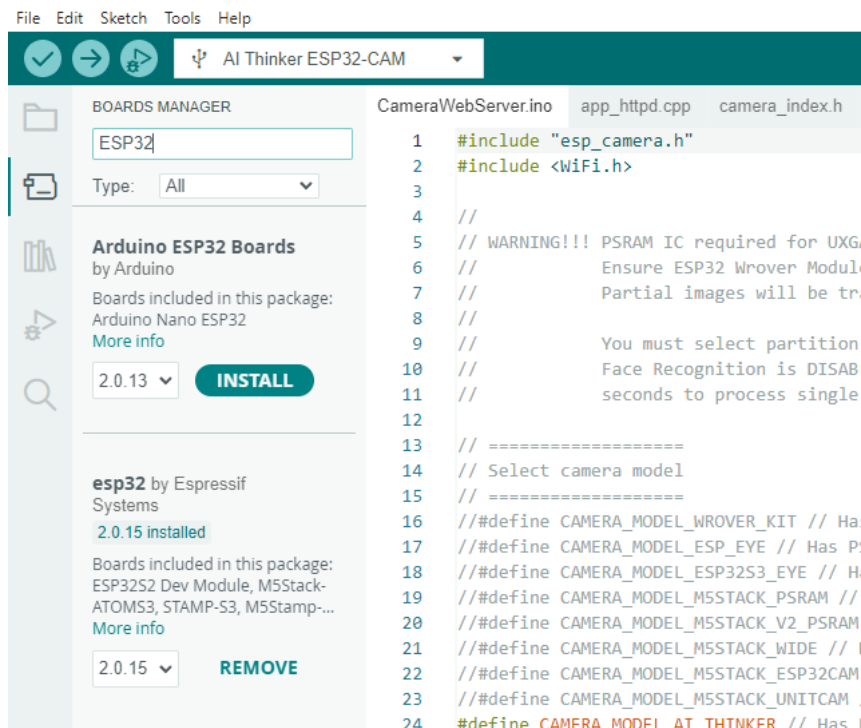 File Edit Sketch Tools Help
AI Thinker ESP32-CAM
BOARDS MANAGER
ESP32
Type: All
Arduino ESP32 Boards
by Arduino
Boards included in this package:
Arduino Nano ESP32
More info
2.0.13 INSTALL
esp32 by Espressif
Systems
2.0.15 installed
Boards included in this package:
ESP32S2 Dev Module, M5Stack-
ATOMS3, STAMP-S3, M5Stamp-...
More info
2.0.15 REMOVE
CameraWebServer.ino app_httpd.cpp camera_index.h
1 #include "esp_camera.h"
2 #include <WiFi.h>
3
4 //
5 // WARNING!!! PSRAM IC required for UXGA
6 // Ensure ESP32 Wrover Module
7 // Partial images will be tra
8 //
9 // You must select partition
10 // Face Recognition is DISAB
11 // seconds to process single
12
13 // ===================
14 // Select camera model
15 // ===================
16 //#define CAMERA_MODEL_WROVER_KIT // Has
17 //#define CAMERA_MODEL_ESP_EYE // Has PS
18 //#define CAMERA_MODEL_ESP32S3_EYE // Ha
19 //#define CAMERA_MODEL_M5STACK_PSRAM //
20 //#define CAMERA_MODEL_M5STACK_V2_PSRAM
21 //#define CAMERA_MODEL_M5STACK_WIDE //
22 //#define CAMERA_MODEL_M5STACK_ESP32CAM
23 //#define CAMERA_MODEL_M5STACK_UNITCAM
24 #define CAMERA_MODEL_AI_THINKER // Has